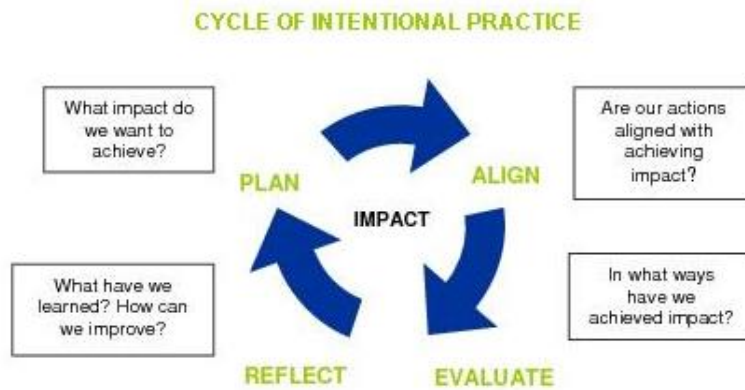 CYCLE OF INTENTIONAL PRACTICE
What impact do
we want to
achieve?
Are our actions
aligned with
achieving
impact?
PLAN
ALIGN
IMPACT
What have we
learned? How can
we improve?
In what ways
have we
achieved impact?
REFLECT
EVALUATE